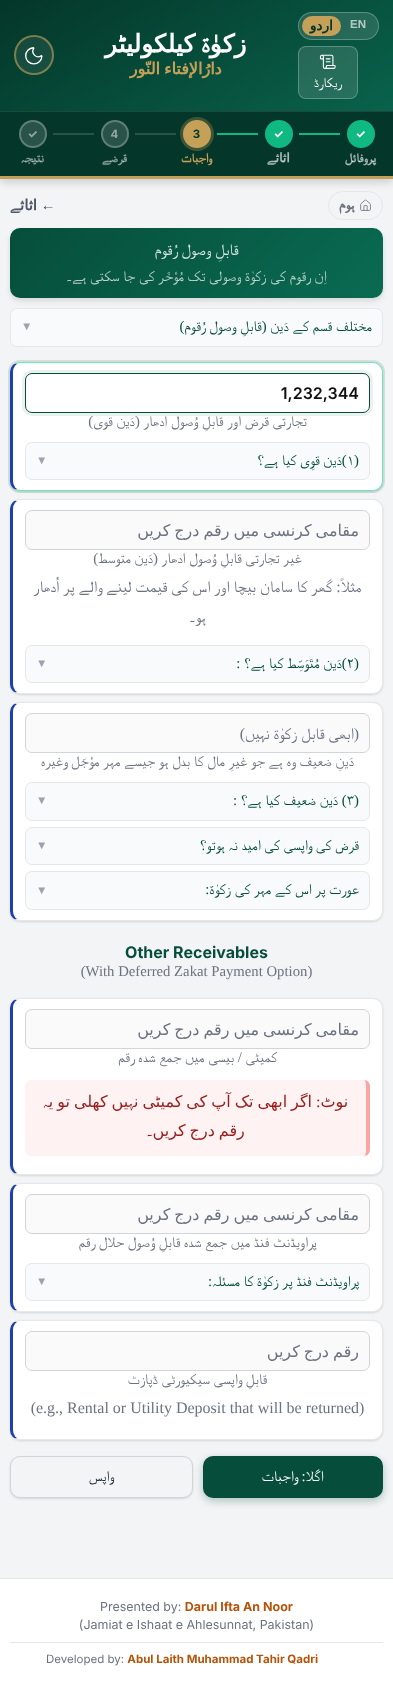 EN
اردو
زکوٰۃ کیلکولیٹر
دارُالإفتاء النّور
ریکارڈ
پروفائل
اثاثے
3
واجبات
4
قرضے
نتیجہ
ہوم
← اثاثے
قابلِ وصول رُقوم
اِن رقوم کی زکوٰۃ وصولی تک مُؤخّر کی جا سکتی ہے۔
مختلف قسم کے دَین (قابلِ وصول رُقوم)
1,232,344
تجارتی قرض اور قابلِ وُصول ادھار (دَین قوی)
(۱)دَین قوِی کیا ہے؟
مقامی کرنسی میں رقم درج کریں
غیر تجارتی قابلِ وُصول ادھار (دَین متوسط)
مثلاً: گھر کا سامان بیچا اور اس کی قیمت لینے والے پر اُدھار
ہو۔
(۲)دَین مُتَوَسِّط کیا ہے؟ :
(ابھی قابل زکوٰۃ نہیں)
دَینِ ضعیف وہ ہے جو غیرِ مال کا بدل ہو جیسے مہر موٴجّل وغیرہ
(۳) دَین ضعیف کیا ہے؟ :
قرض کی واپسی کی امید نہ ہوتو؟
عورت پر اس کے مہر کی زکوٰۃ:
Other Receivables
(With Deferred Zakat Payment Option)
مقامی کرنسی میں رقم درج کریں
کمیٹی / بیسی میں جمع شدہ رقم
نوٹ: اگر ابھی تک آپ کی کمیٹی نہیں کھلی تو یہ
رقم درج کریں۔
مقامی کرنسی میں رقم درج کریں
پراویڈنٹ فنڈ میں جمع شدہ قابلِ وُصول حلال رقم
پراویڈنٹ فنڈ پر زکوٰۃ کا مسئلہ:
رقم درج کریں
قابلِ واپسی سیکیورٹی ڈپازٹ
(e.g., Rental or Utility Deposit that will be returned)
اگلا: واجبات
واپس
Presented by: Darul Ifta An Noor
(Jamiat e Ishaat e Ahlesunnat, Pakistan)
Developed by: Abul Laith Muhammad Tahir Qadri